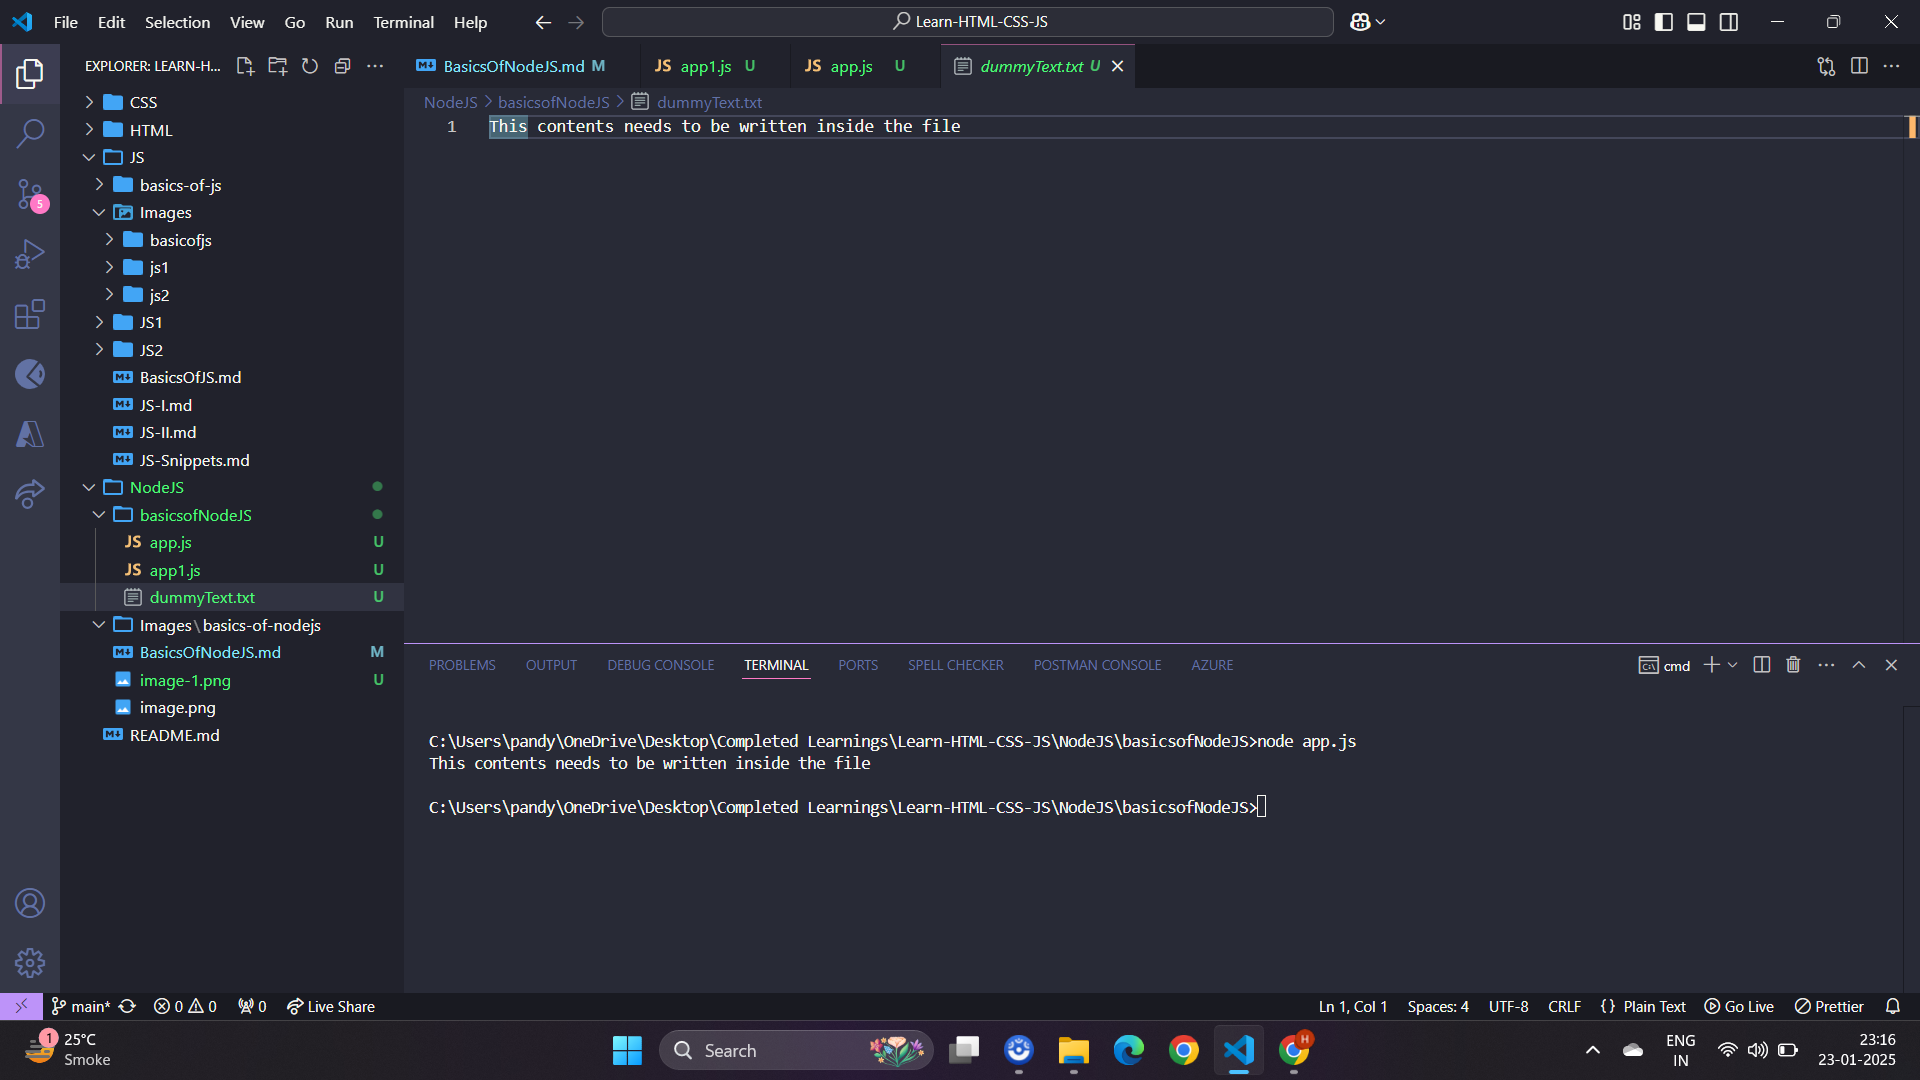 File Edit Selection View Go Run Terminal Help
Learn-HTML-CSS-JS
EXPLORER: LEARN-H...
CSS
HTML
JS
basics-of-js
Images
basicofjs
js1
js2
JS1
JS2
BasicsOfJS.md
JS-I.md
JS-II.md
JS-Snippets.md
NodeJS
basicsofNodeJS
JS app.js U
JS app1.js U
dummyText.txt U
Images\basics-of-nodejs
BasicsOfNodeJS.md M
image-1.png U
image.png
README.md
5
BasicsOfNodeJS.md M
JS app1.js U
JS app.js U
dummyText.txt U
NodeJS > basicsofNodeJS > dummyText.txt
1 This contents needs to be written inside the file
PROBLEMS OUTPUT DEBUG CONSOLE TERMINAL PORTS SPELL CHECKER POSTMAN CONSOLE AZURE
cmd
C:\Users\pandy\OneDrive\Desktop\Completed Learnings\Learn-HTML-CSS-JS\NodeJS\basicsofNodeJS>node app.js
This contents needs to be written inside the file
C:\Users\pandy\OneDrive\Desktop\Completed Learnings\Learn-HTML-CSS-JS\NodeJS\basicsofNodeJS>
main* 0 0 0 Live Share
Ln 1, Col 1 Spaces: 4 UTF-8 CRLF {} Plain Text Go Live Prettier
1
25°C
Smoke
Search
H
ENG
IN
23:16
23-01-2025